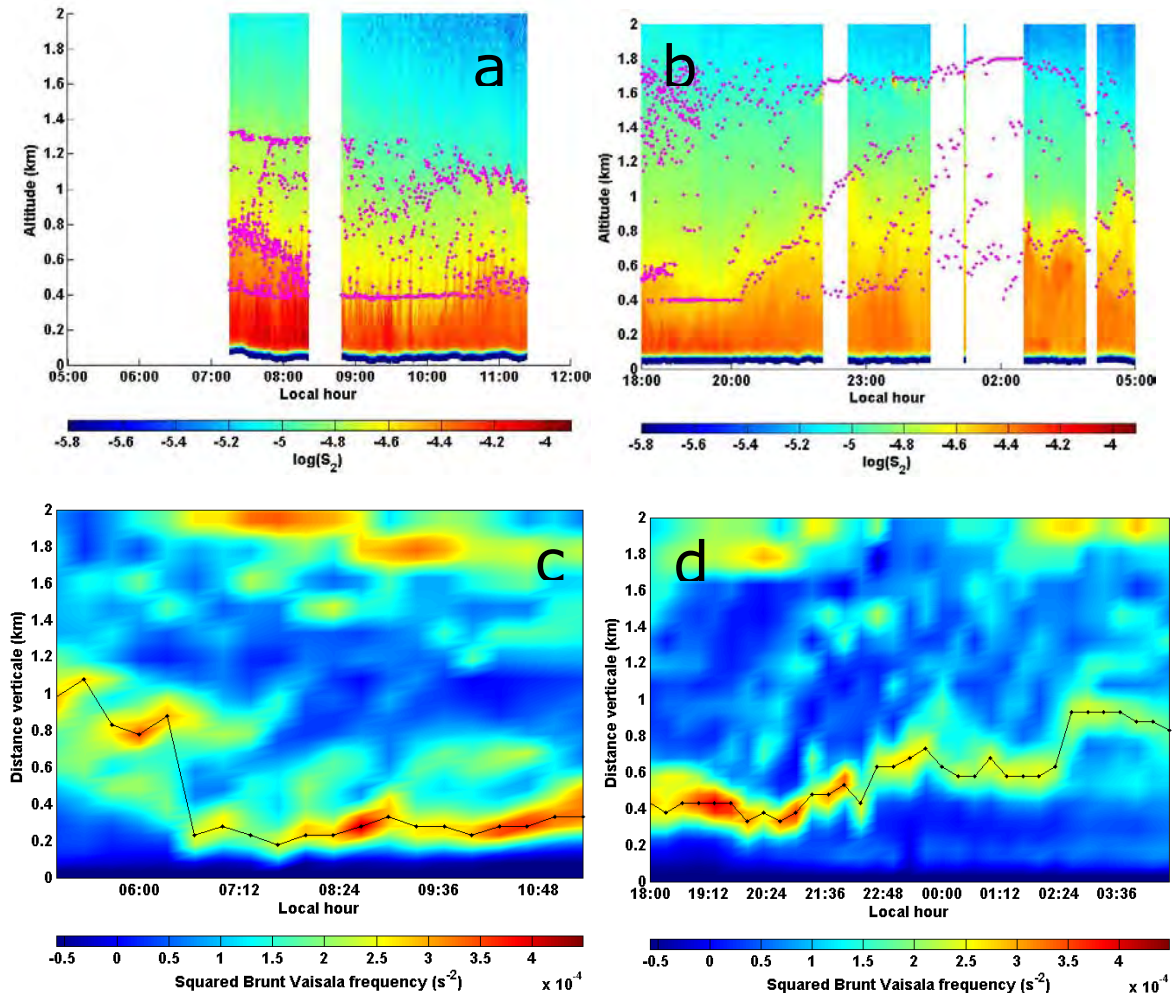 a
Altitude (km)
2
1.8
1.6
1.4
1.2
1
0.8
0.6
0.4
0.2
0
05:00 06:00 07:00 08:00 09:00 10:00 11:00 12:00
Local hour
-5.8 -5.6 -5.4 -5.2 -5 -4.8 -4.6 -4.4 -4.2 -4
log(S2)
b
Altitude (km)
2
1.8
1.6
1.4
1.2
1
0.8
0.6
0.4
0.2
0
18:00 20:00 23:00 02:00 05:00
Local hour
-5.8 -5.6 -5.4 -5.2 -5 -4.8 -4.6 -4.4 -4.2 -4
log(S2)
c
Distance verticale (km)
2
1.8
1.6
1.4
1.2
1
0.8
0.6
0.4
0.2
0
06:00 07:12 08:24 09:36 10:48
Local hour
-0.5 0 0.5 1 1.5 2 2.5 3 3.5 4
Squared Brunt Vaisala frequency (s-2) x 10-4
d
Distance verticale (km)
2
1.8
1.6
1.4
1.2
1
0.8
0.6
0.4
0.2
0
18:00 19:12 20:24 21:36 22:48 00:00 01:12 02:24 03:36
Local hour
-0.5 0 0.5 1 1.5 2 2.5 3 3.5 4
Squared Brunt Vaisala frequency (s-2) x 10-4